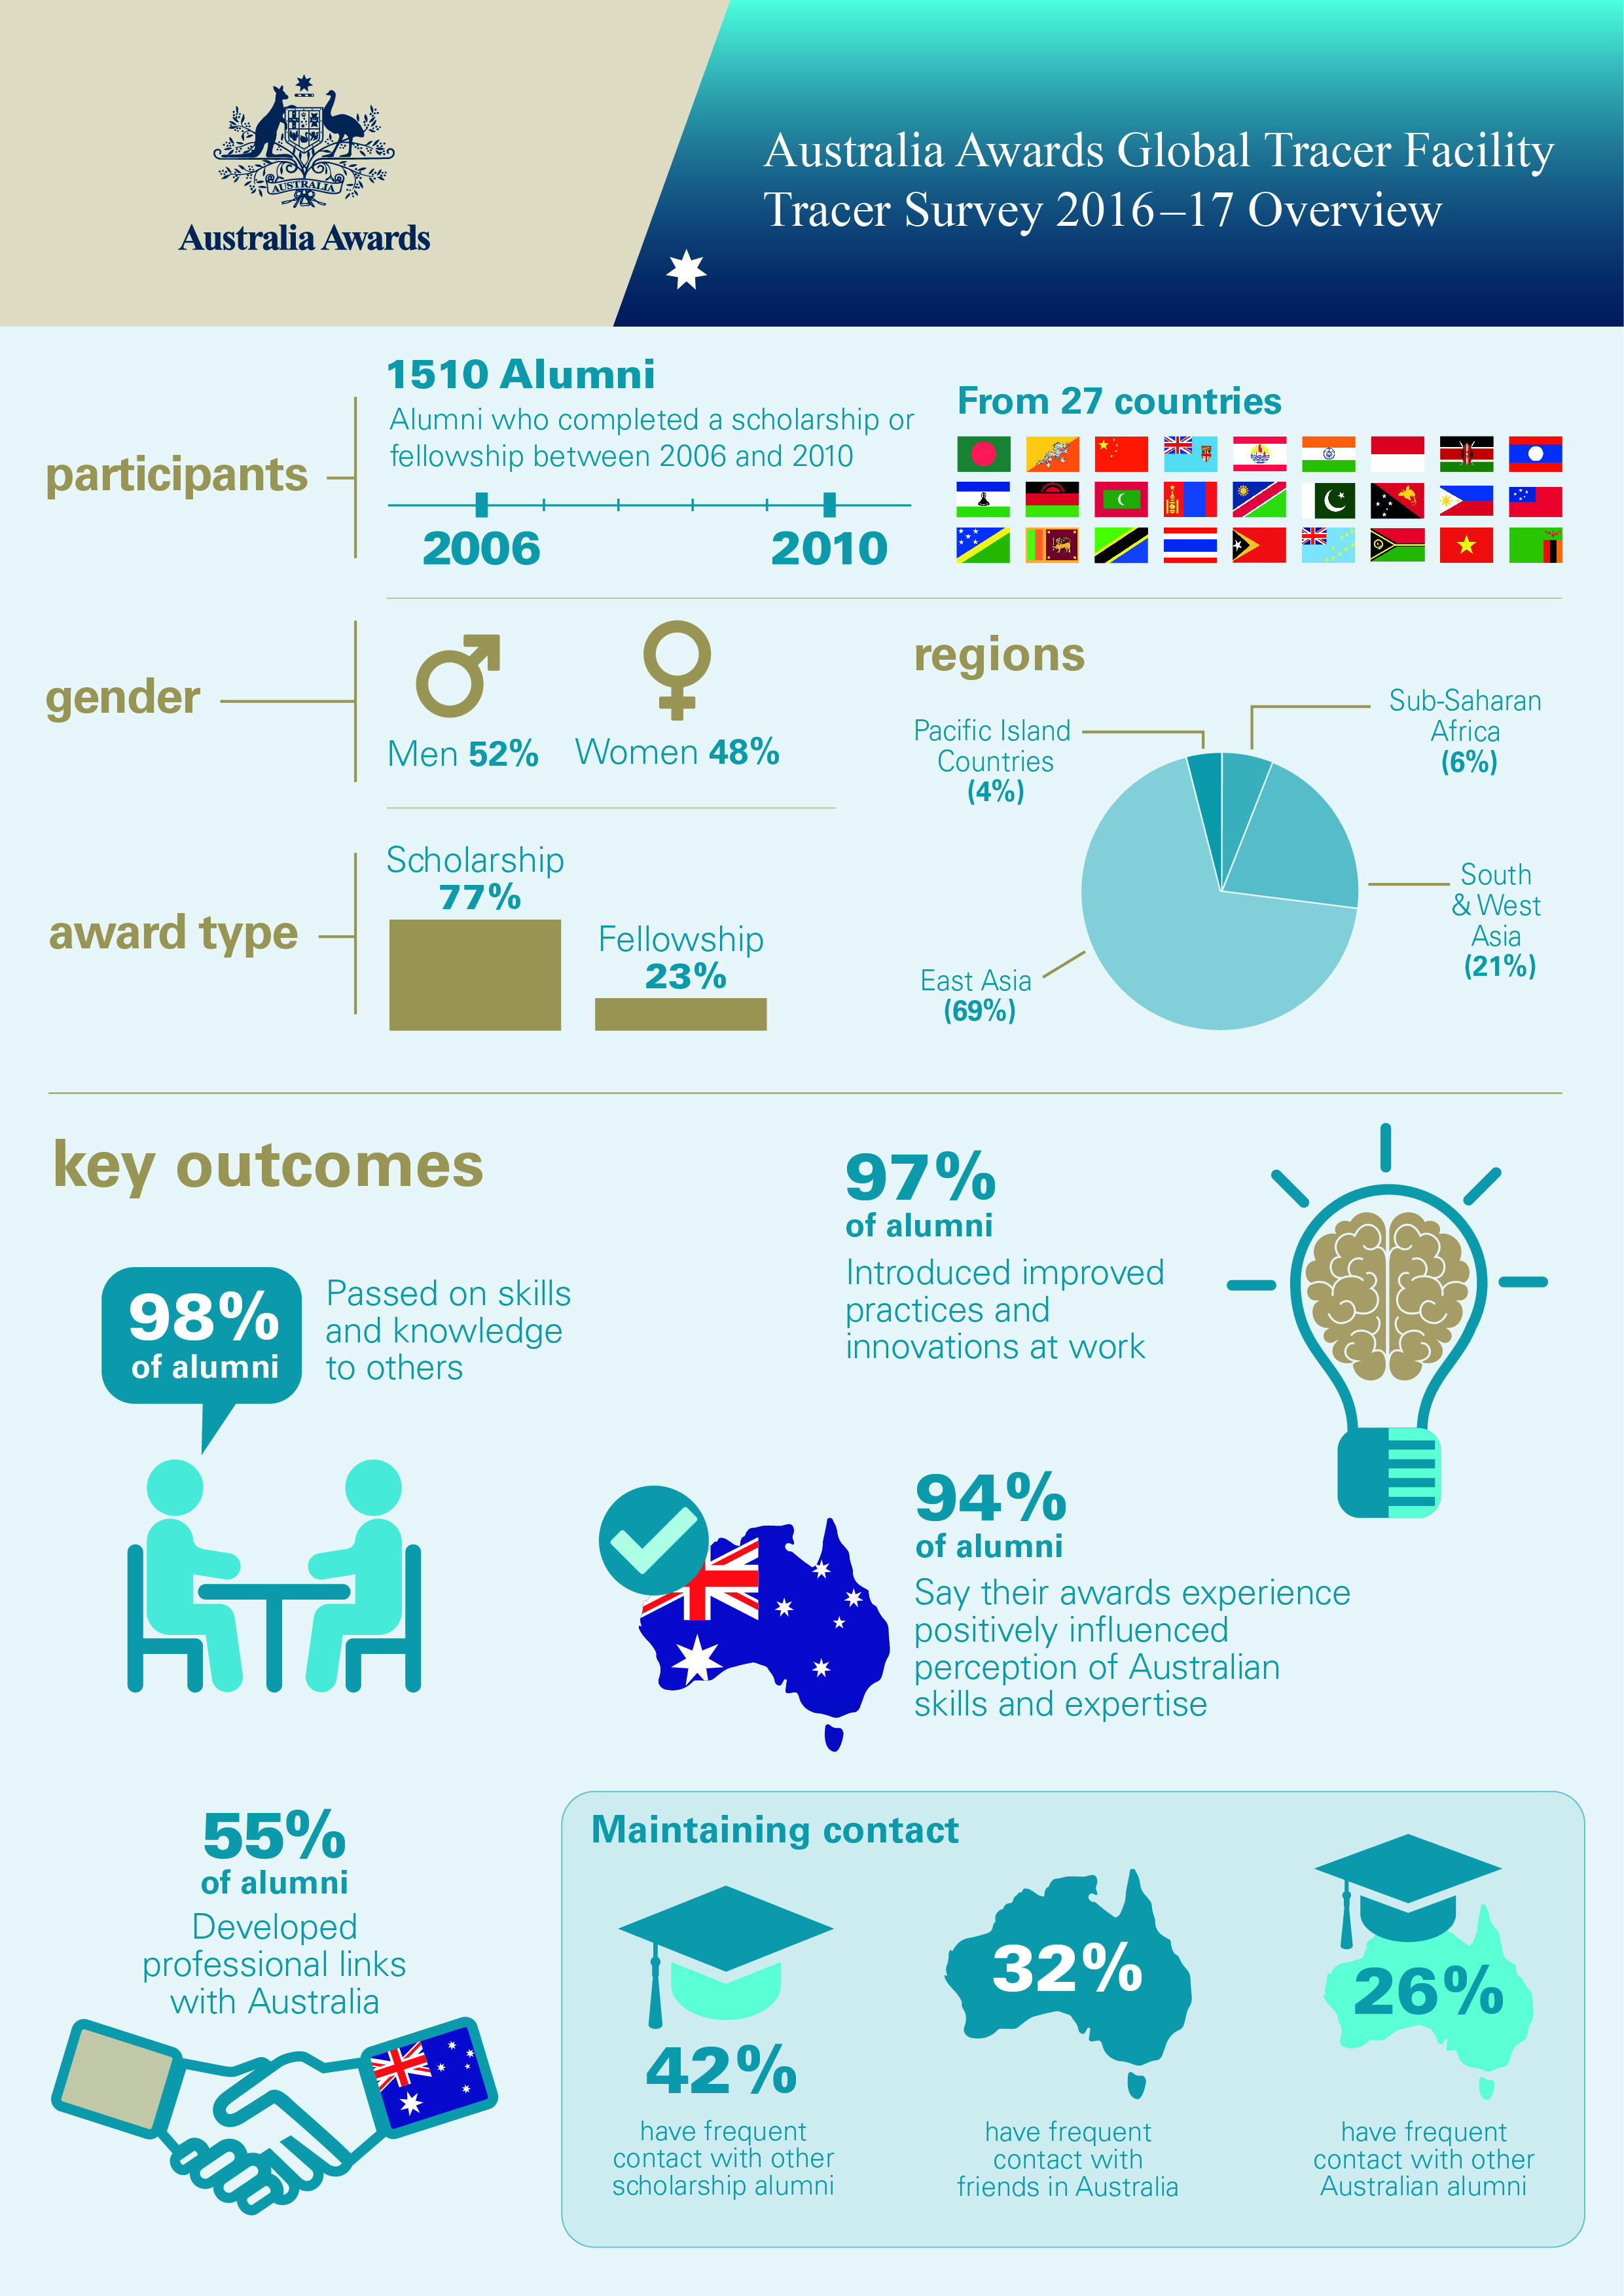 AUSTRALIA
Australia Awards
Australia Awards Global Tracer Facility
Tracer Survey 2016–17 Overview
participants
1510 Alumni
Alumni who completed a scholarship or
fellowship between 2006 and 2010
2006
2010
From 27 countries
gender
Men 52%
Women 48%
award type
Scholarship
77%
Fellowship
23%
regions
Pacific Island
Countries
(4%)
Sub-Saharan
Africa
(6%)
South
& West
Asia
(21%)
East Asia
(69%)
key outcomes
98%
of alumni
Passed on skills
and knowledge
to others
97%
of alumni
Introduced improved
practices and
innovations at work
94%
of alumni
Say their awards experience
positively influenced
perception of Australian
skills and expertise
55%
of alumni
Developed
professional links
with Australia
Maintaining contact
42%
have frequent
contact with other
scholarship alumni
32%
have frequent
contact with
friends in Australia
26%
have frequent
contact with other
Australian alumni